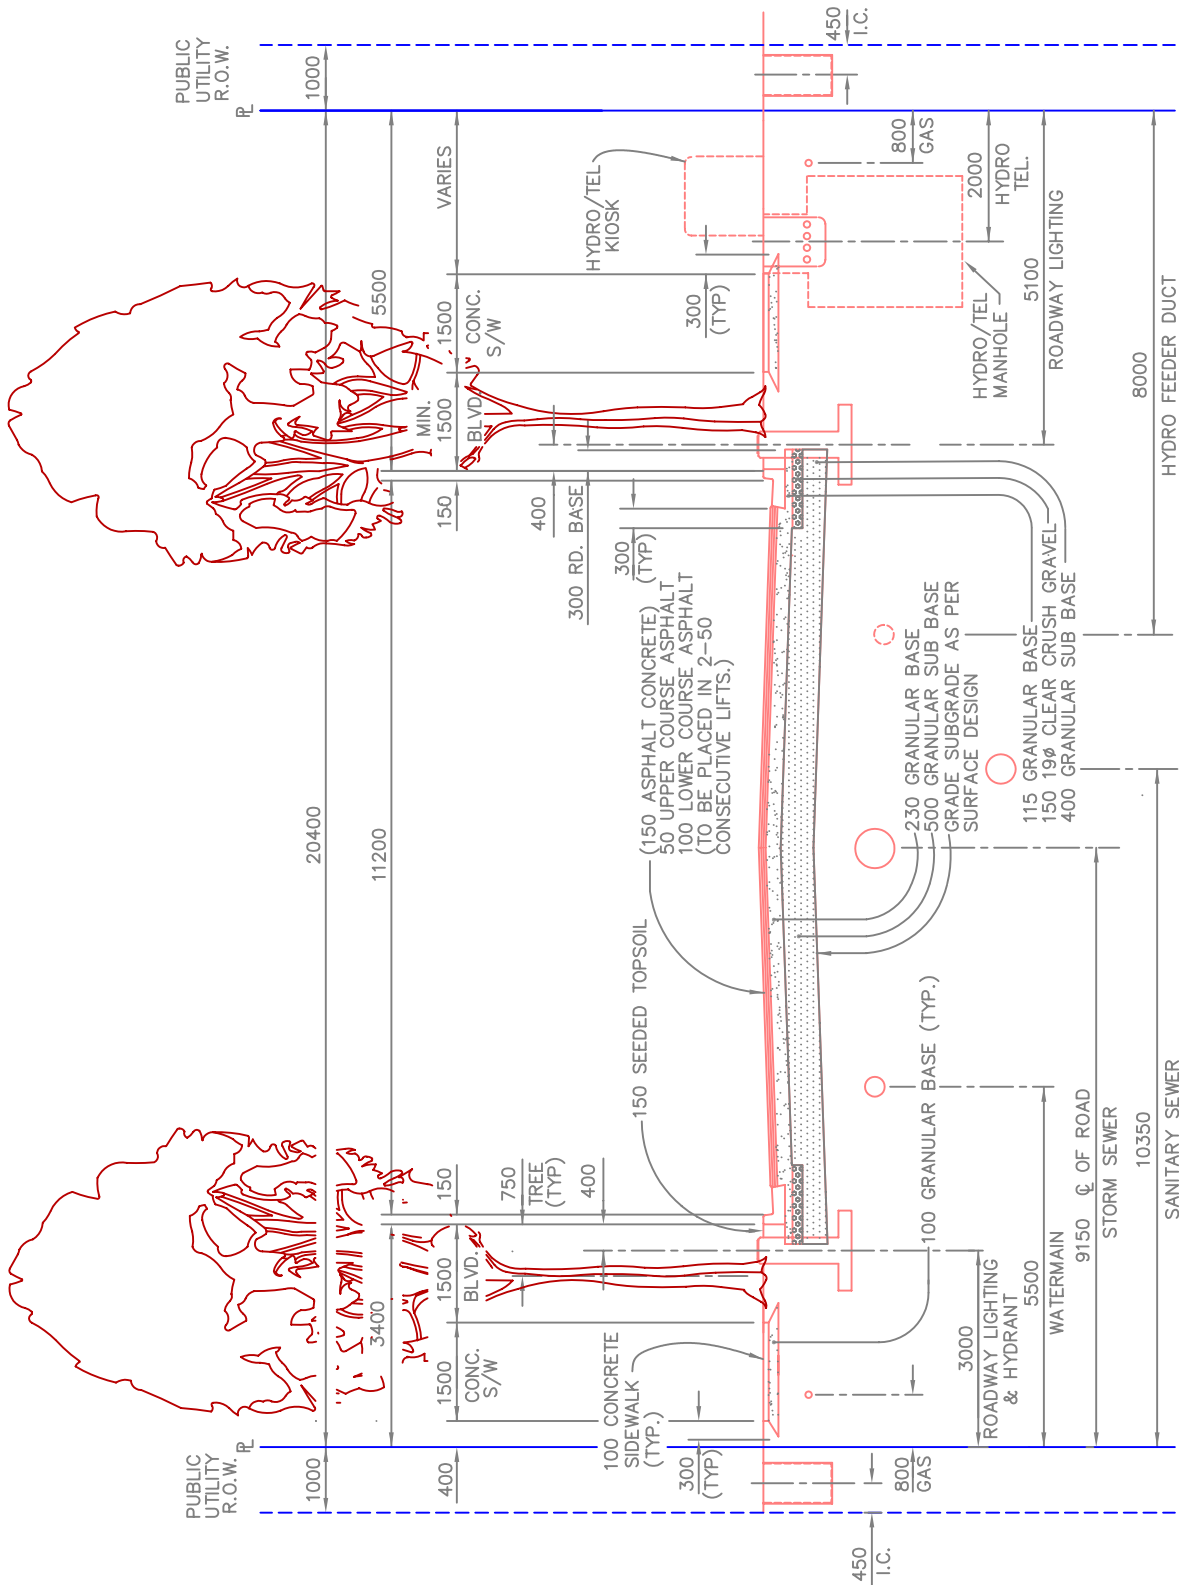 PUBLIC
UTILITY
R.O.W.
℄
1000
450
I.C.
VARIES
5500
1500
CONC.
S/W
MIN.
1500
BLVD.
150
400
300 RD. BASE
300
(TYP)
HYDRO/TEL
KIOSK
300
(TYP)
800
GAS
2000
HYDRO
TEL.
5100
ROADWAY LIGHTING
HYDRO/TEL
MANHOLE
8000
HYDRO FEEDER DUCT
20400
11200
(150 ASPHALT CONCRETE)
50 UPPER COURSE ASPHALT
100 LOWER COURSE ASPHALT
(TO BE PLACED IN 2-50
CONSECUTIVE LIFTS.)
230 GRANULAR BASE
500 GRANULAR SUB BASE
GRADE SUBGRADE AS PER
SURFACE DESIGN
115 GRANULAR BASE
150 19ø CLEAR CRUSH GRAVEL
400 GRANULAR SUB BASE
150 SEEDED TOPSOIL
100 GRANULAR BASE (TYP.)
150
750
TREE
(TYP)
400
1500
BLVD.
3400
1500
CONC.
S/W
100 CONCRETE
SIDEWALK
(TYP.)
300
(TYP)
400
3000
ROADWAY LIGHTING
& HYDRANT
5500
WATERMAIN
9150 ℄ OF ROAD
STORM SEWER
10350
SANITARY SEWER
800
GAS
PUBLIC
UTILITY
R.O.W.
℄
1000
450
I.C.